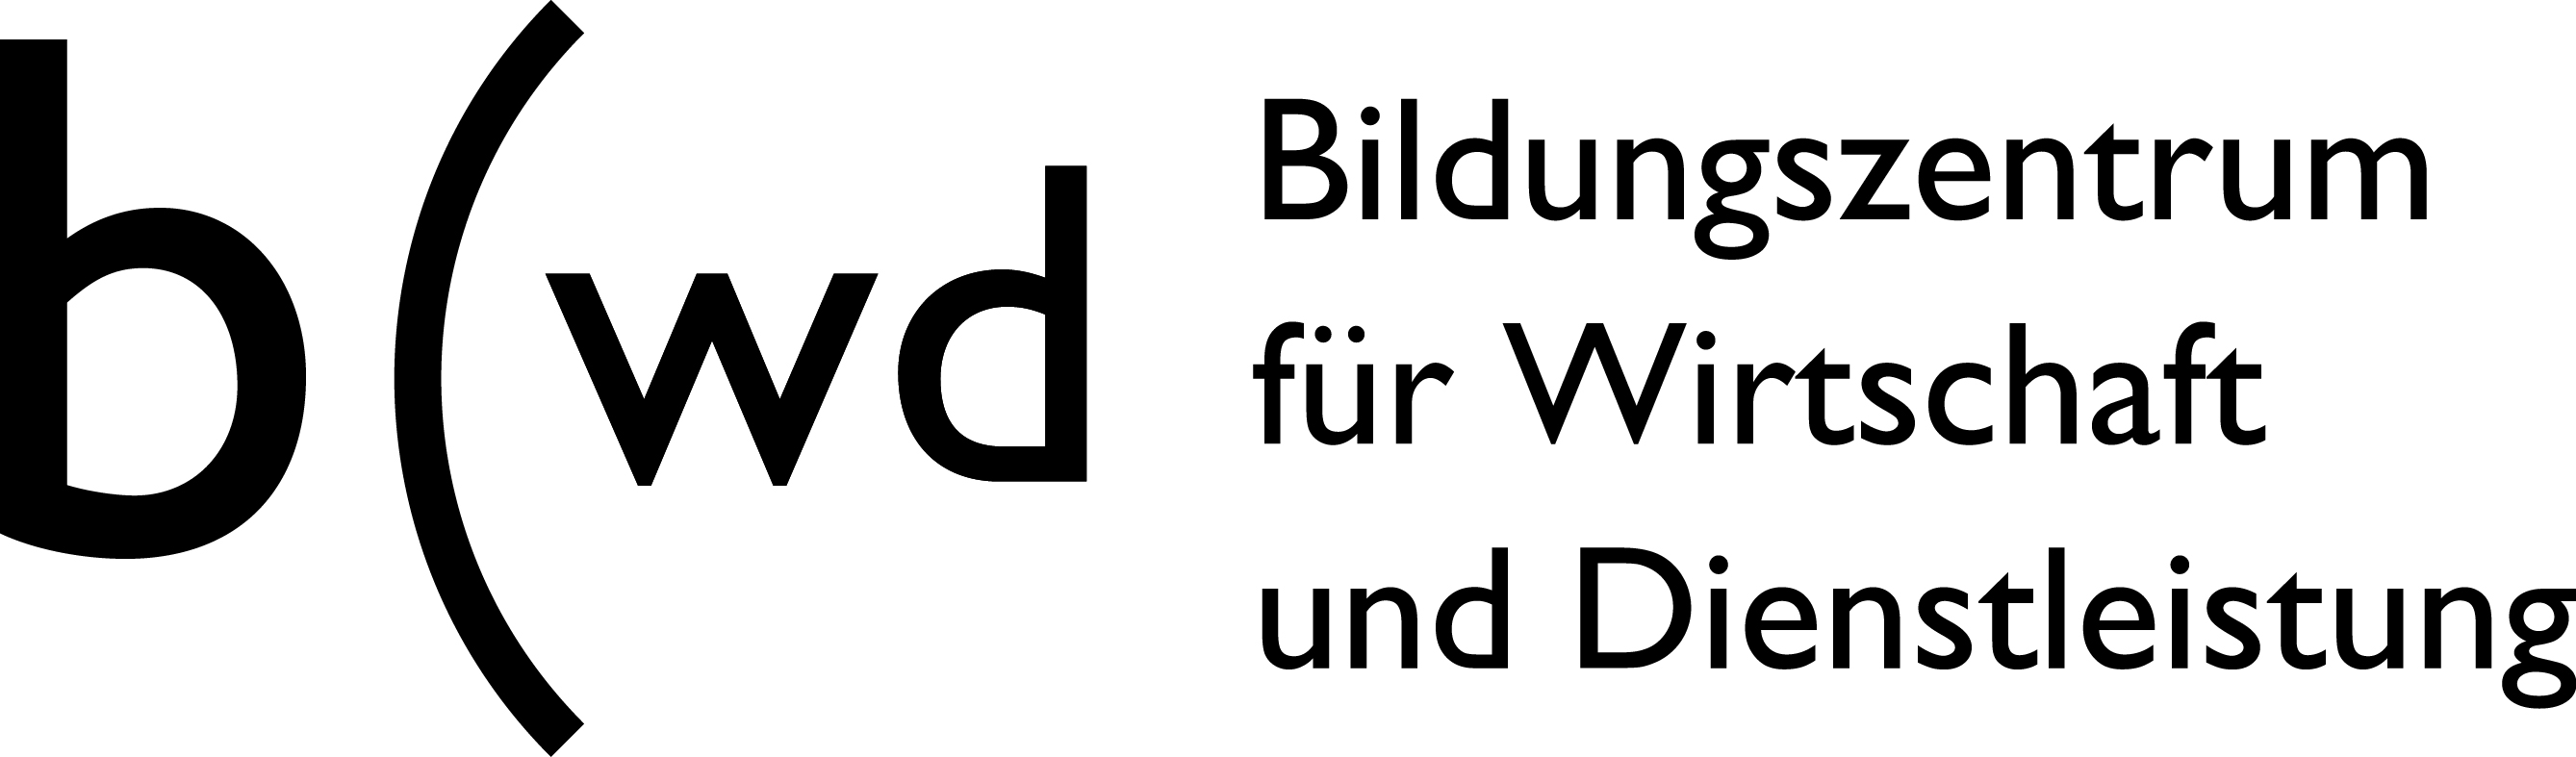 b(wd
Bildungszentrum
für Wirtschaft
und Dienstleistung